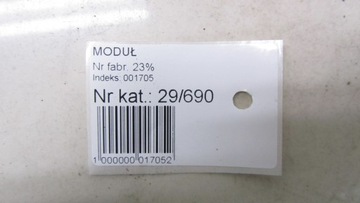 MODUŁ
Nr fabr. 23%
Indeks: 001705
Nr kat.: 29/690
1 000000 017052